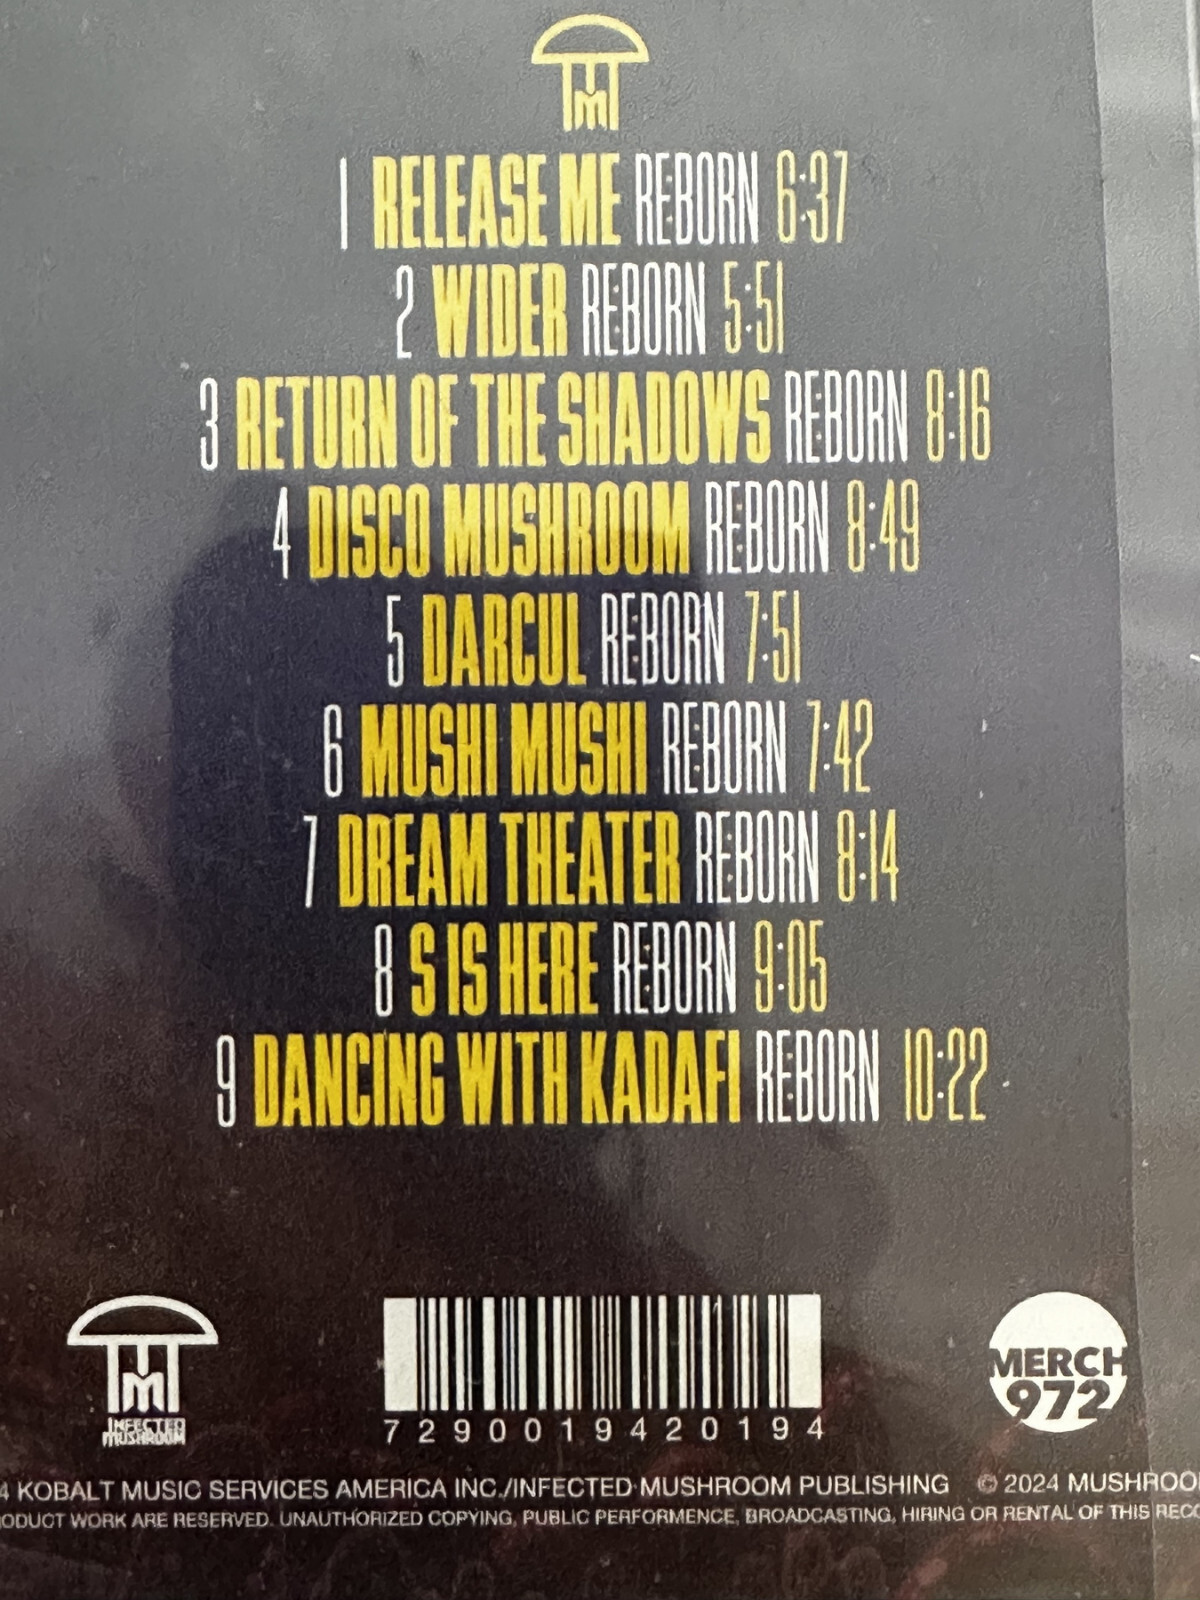 1 RELEASE ME REBORN 6:37
2 WIDER REBORN 5:51
3 RETURN OF THE SHADOWS REBORN 8:16
4 DISCO MUSHROOM REBORN 8:49
5 DARCUL REBORN 7:51
6 MUSHI MUSHI REBORN 7:42
7 DREAM THEATER REBORN 8:14
8 S IS HERE REBORN 9:05
9 DANCING WITH KADAFI REBORN 10:22
INFECTED
MUSHROOM
7290019420194
MERCH
972
4 KOBALT MUSIC SERVICES AMERICA INC./INFECTED MUSHROOM PUBLISHING © 2024 MUSHROO
ODUCT WORK ARE RESERVED. UNAUTHORIZED COPYING, PUBLIC PERFORMENCE, BROADCASTING, HIRING OR RENTAL OF THIS RECO